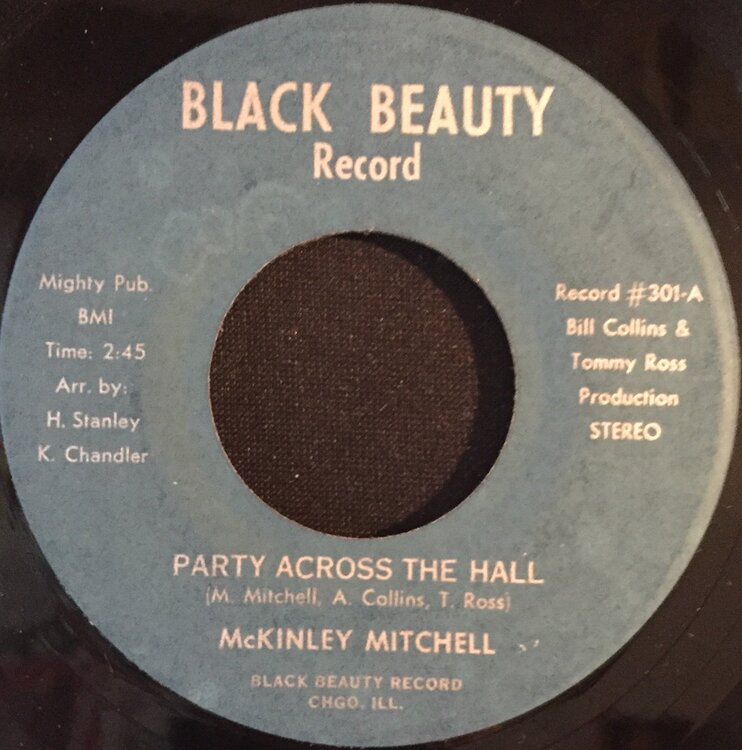 BLACK BEAUTY
Record
Mighty Pub.
BMI
Time: 2:45
Arr. by:
H. Stanley
K. Chandler
Record #301-A
Bill Collins &
Tommy Ross
Production
STEREO
PARTY ACROSS THE HALL
(M. Mitchell, A. Collins, T. Ross)
McKINLEY MITCHELL
BLACK BEAUTY RECORD
CHGO. ILL.